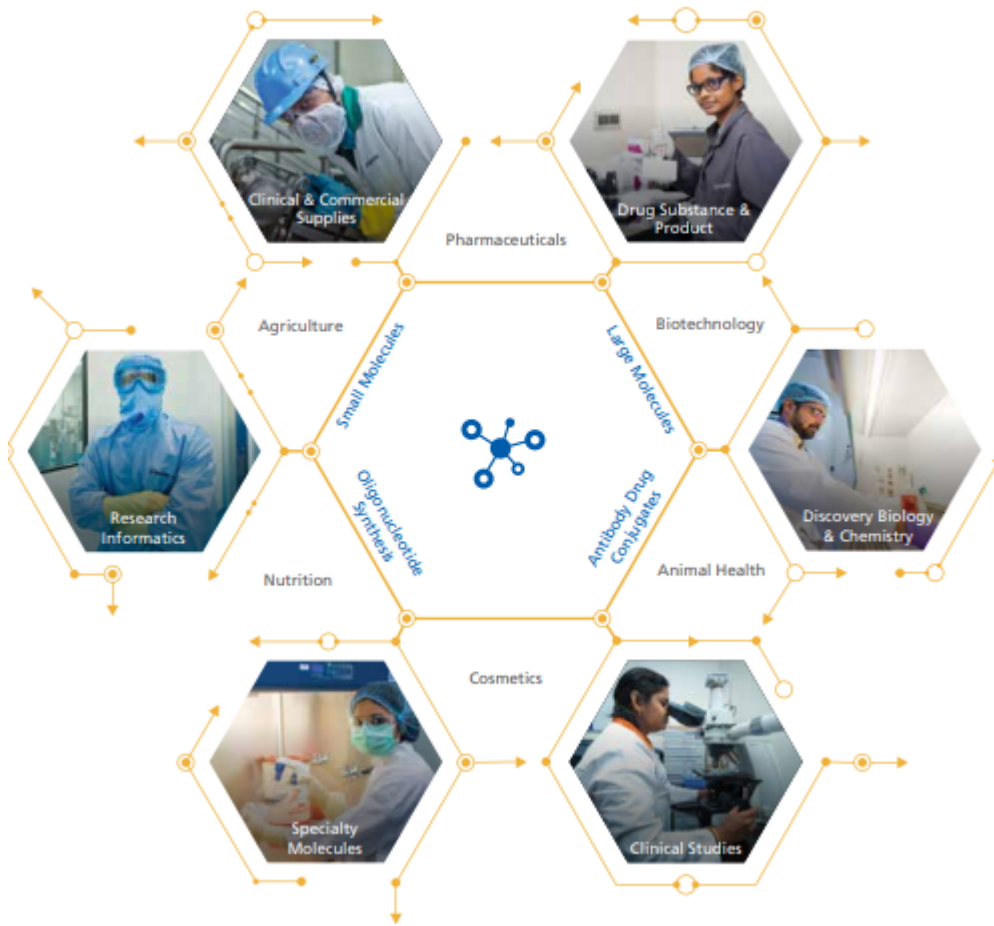 Clinical & Commercial
Supplies
Drug Substance &
Product
Pharmaceuticals
Agriculture
Biotechnology
Small Molecules
Large Molecules
Research
Informatics
Discovery Biology
& Chemistry
Oligonucleotide
Synthesis
Antibody Drug
Conjugates
Nutrition
Animal Health
Cosmetics
Specialty
Molecules
Clinical Studies